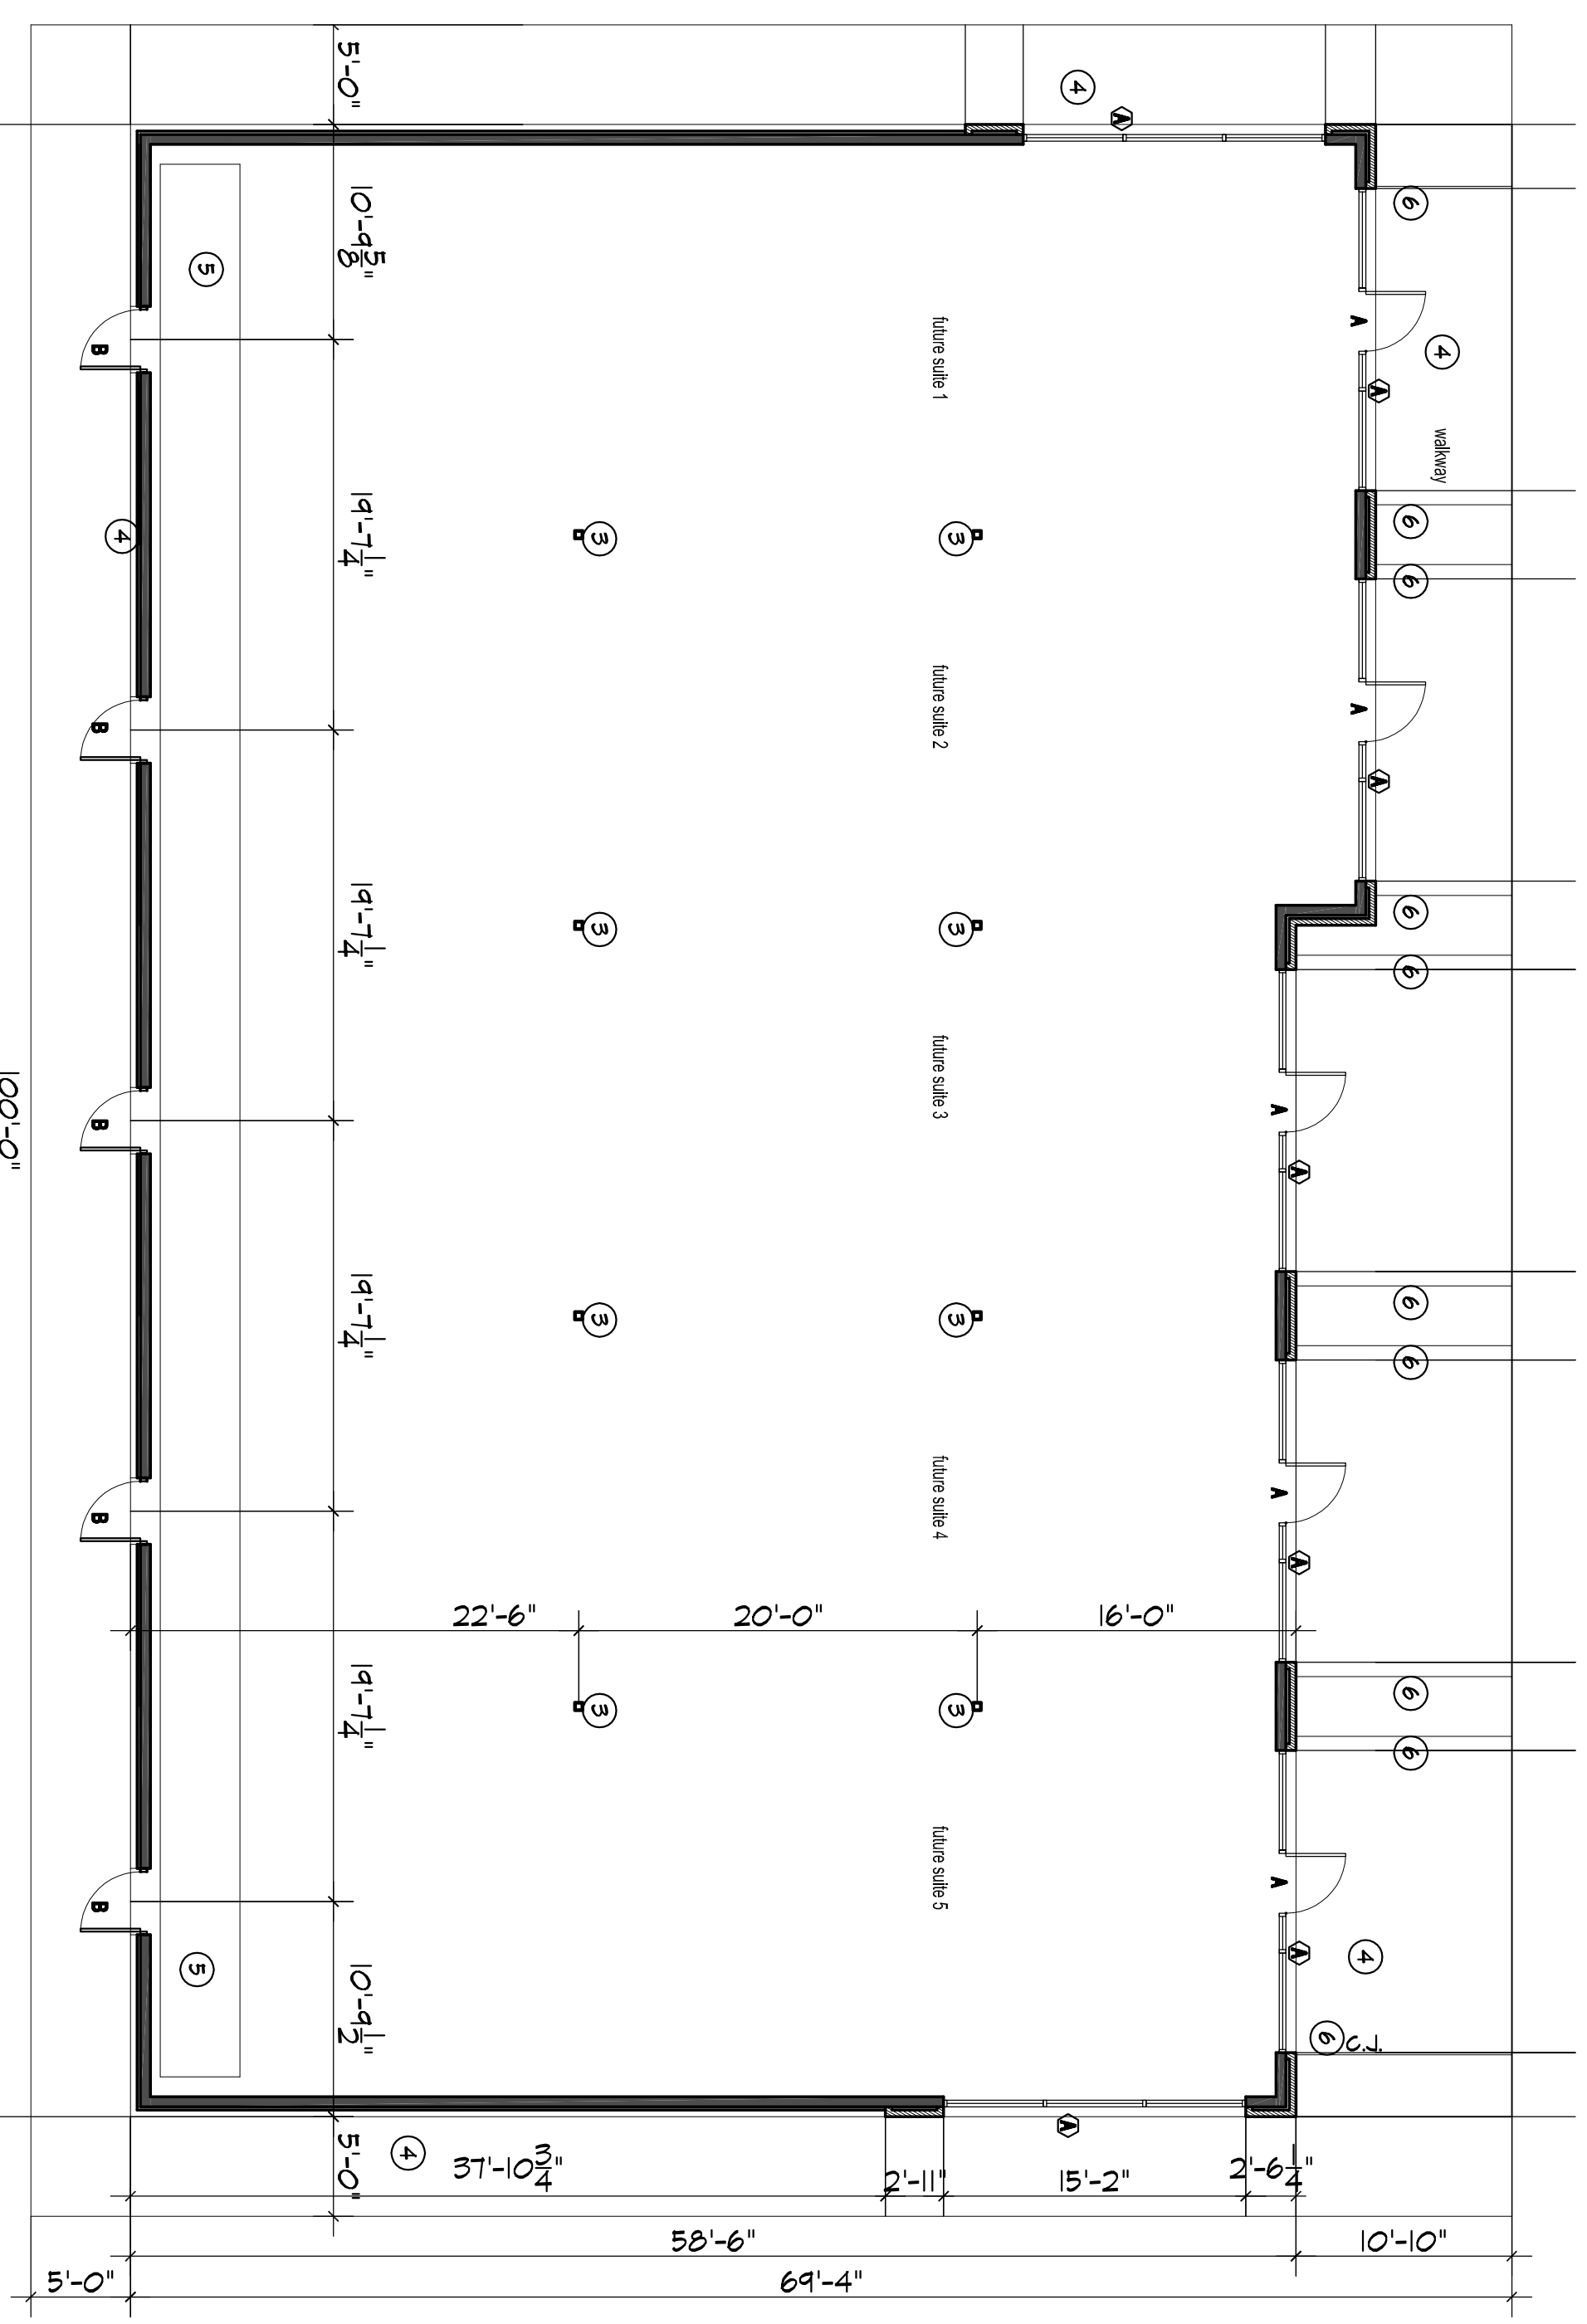 5'-0"
4
A
6
10'-9 5/8"
5
future suite 1
A
4
B
A
walkway
19'-7 1/4"
4
3
3
6
6
future suite 2
B
A
A
19'-7 1/4"
3
3
6
6
future suite 3
100'-0"
B
A
A
19'-7 1/4"
3
3
6
6
future suite 4
B
A
A
22'-6"
20'-0"
16'-0"
19'-7 1/4"
3
3
6
6
future suite 5
B
A
A
4
5
10'-9 1/2"
6
C.J.
A
5'-0"
4
37'-10 3/4"
2'-11"
15'-2"
2'-6 1/4"
58'-6"
10'-10"
5'-0"
69'-4"